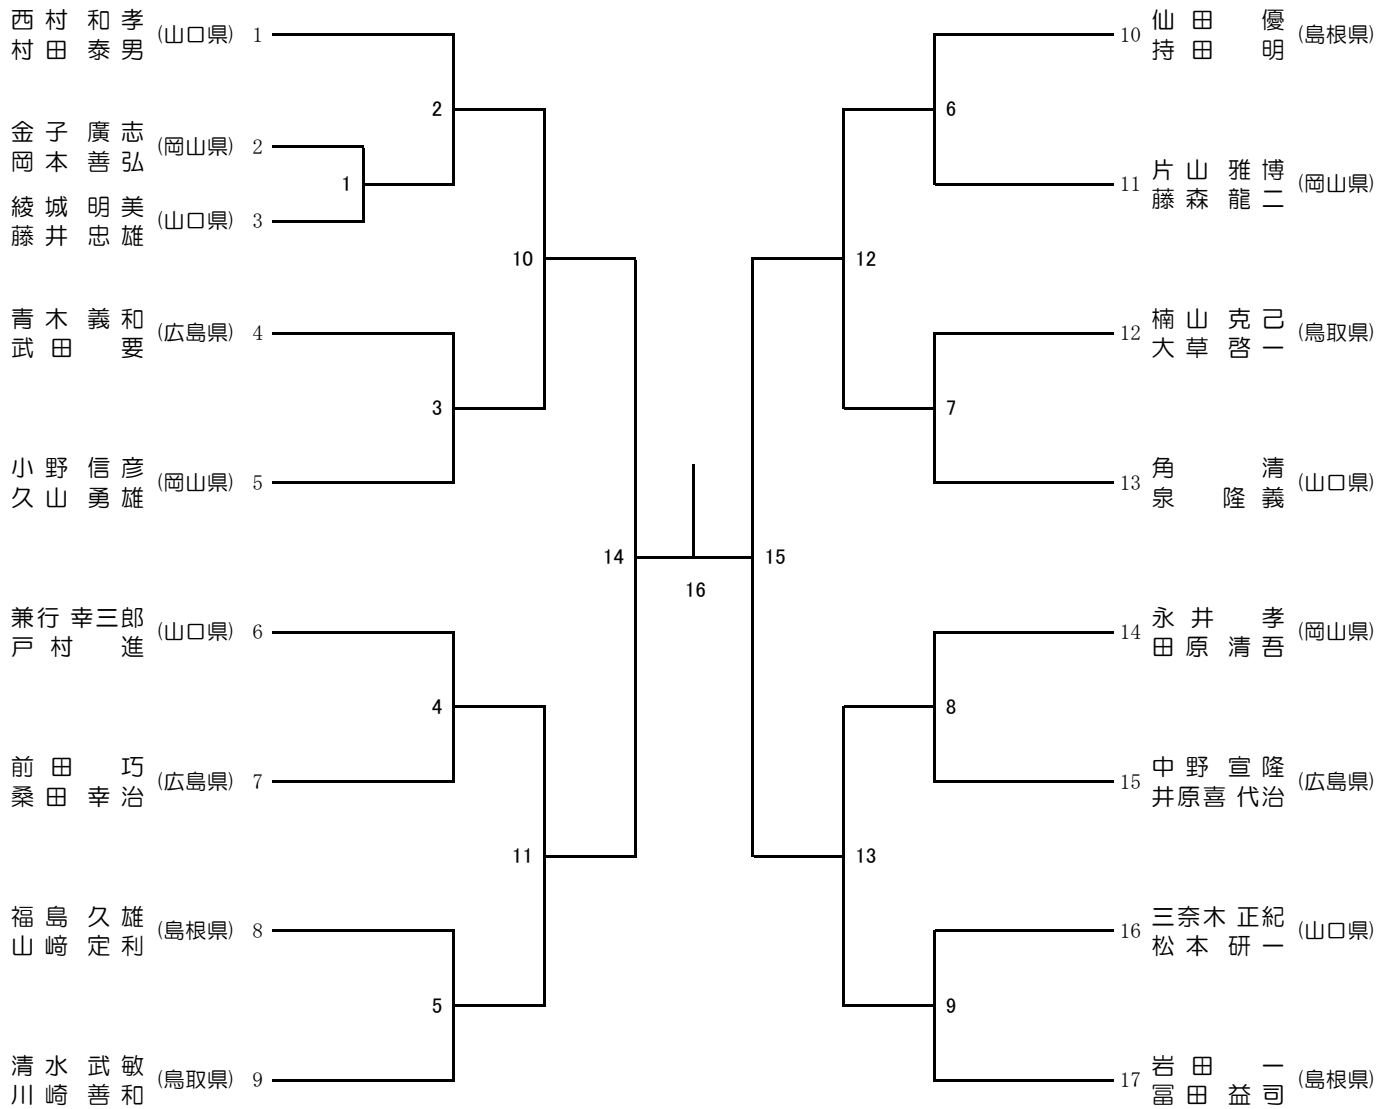 西村 和孝
村田 泰男
(山口県) 1
金子 廣志
岡本 善弘
(岡山県) 2
綾城 明美
藤井 忠雄
(山口県) 3
青木 義和
武田 要
(広島県) 4
小野 信彦
久山 勇雄
(岡山県) 5
兼行 幸三郎
戸村 進
(山口県) 6
前田 巧
桑田 幸治
(広島県) 7
福島 久雄
山﨑 定利
(島根県) 8
清水 武敏
川崎 善和
(鳥取県) 9
1
2
3
4
5
10
11
14
16
15
12
13
6
7
8
9
10 仙田 優
持田 明
(島根県)
11 片山 雅博
藤森 龍二
(岡山県)
12 楠山 克己
大草 啓一
(鳥取県)
13 角 清
泉 隆義
(山口県)
14 永井 孝
田原 清吾
(岡山県)
15 中野 宣隆
井原喜 代治
(広島県)
16 三奈木 正紀
松本 研一
(山口県)
17 岩田 一
冨田 益司
(島根県)